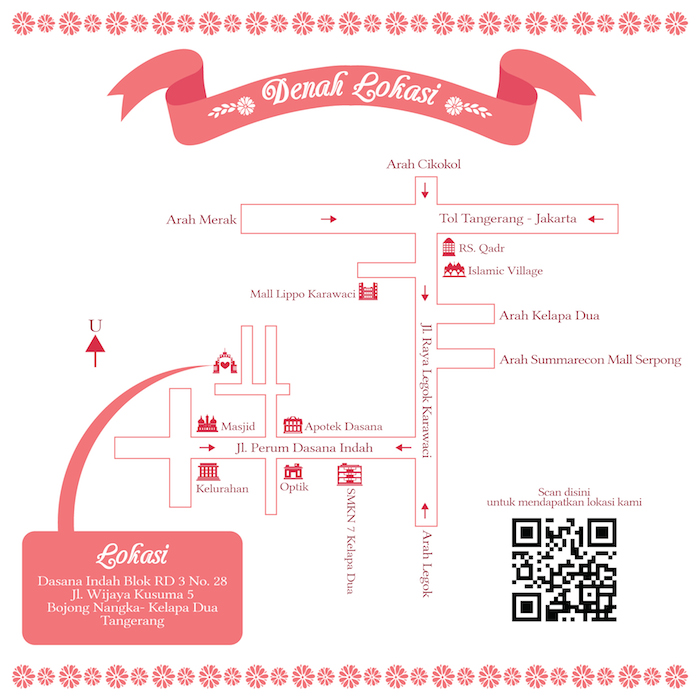 Denah Lokasi
Arah Cikokol
Arah Merak
Tol Tangerang - Jakarta
RS. Qadr
Islamic Village
Mall Lippo Karawaci
Arah Kelapa Dua
U
Jl. Raya Legok Karawaci
Arah Summarecon Mall Serpong
Masjid
Apotek Dasana
Jl. Perum Dasana Indah
Kelurahan
Optik
SMKN 7 Kelapa Dua
Arah Legok
Scan disini
untuk mendapatkan lokasi kami
Lokasi
Dasana Indah Blok RD 3 No. 28
Jl. Wijaya Kusuma 5
Bojong Nangka- Kelapa Dua
Tangerang